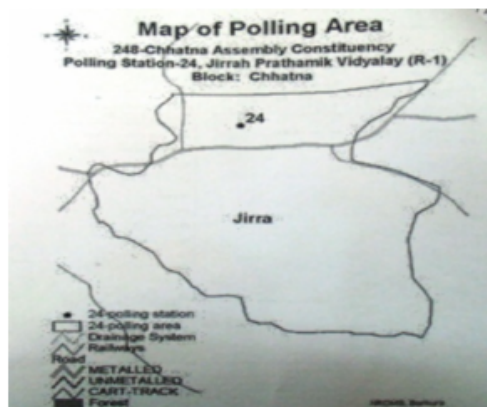 Map of Polling Area
248-Chhatna Assembly Constituency
Polling Station-24, Jirrah Prathamik Vidyalay (R-1)
Block: Chhatna
24
Jirra
24-polling station
24-polling area
Drainage System
Railways
Road
METALLED
UNMETALLED
CART-TRACK
Forest